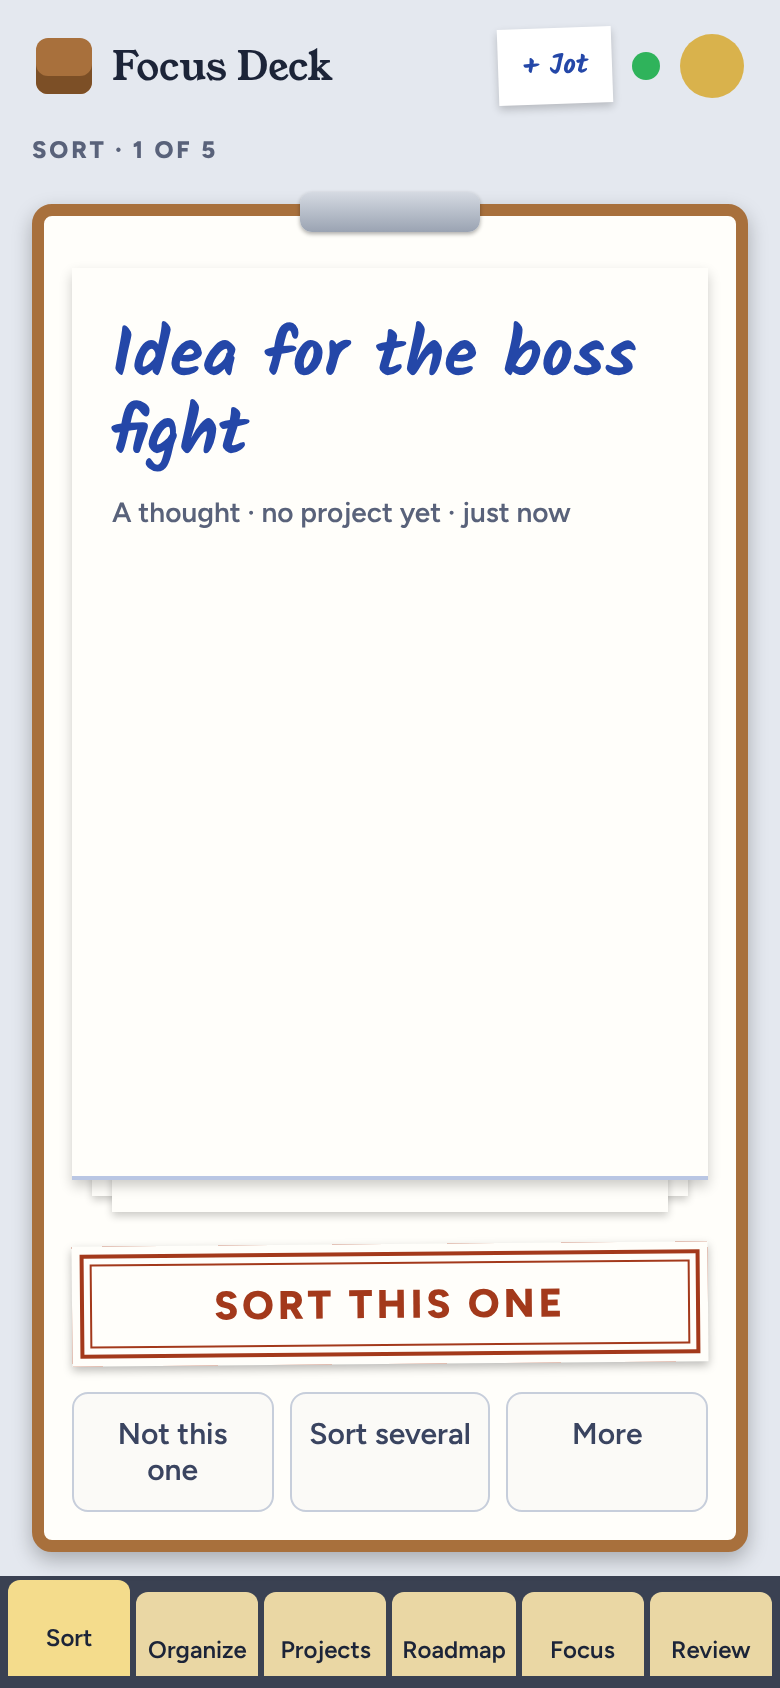 Focus Deck
+ Jot
SORT · 1 OF 5
Idea for the boss
fight
A thought · no project yet · just now
SORT THIS ONE
Not this
one
Sort several
More
Sort
Organize
Projects
Roadmap
Focus
Review